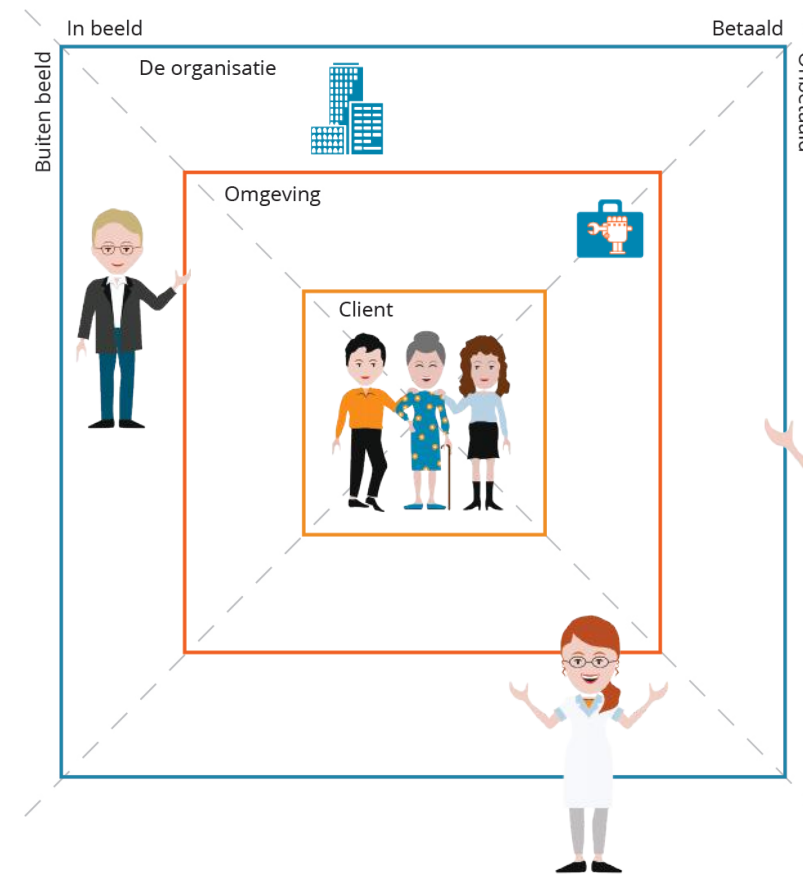 In beeld
Betaald
Buiten beeld
De organisatie
Omgeving
Client